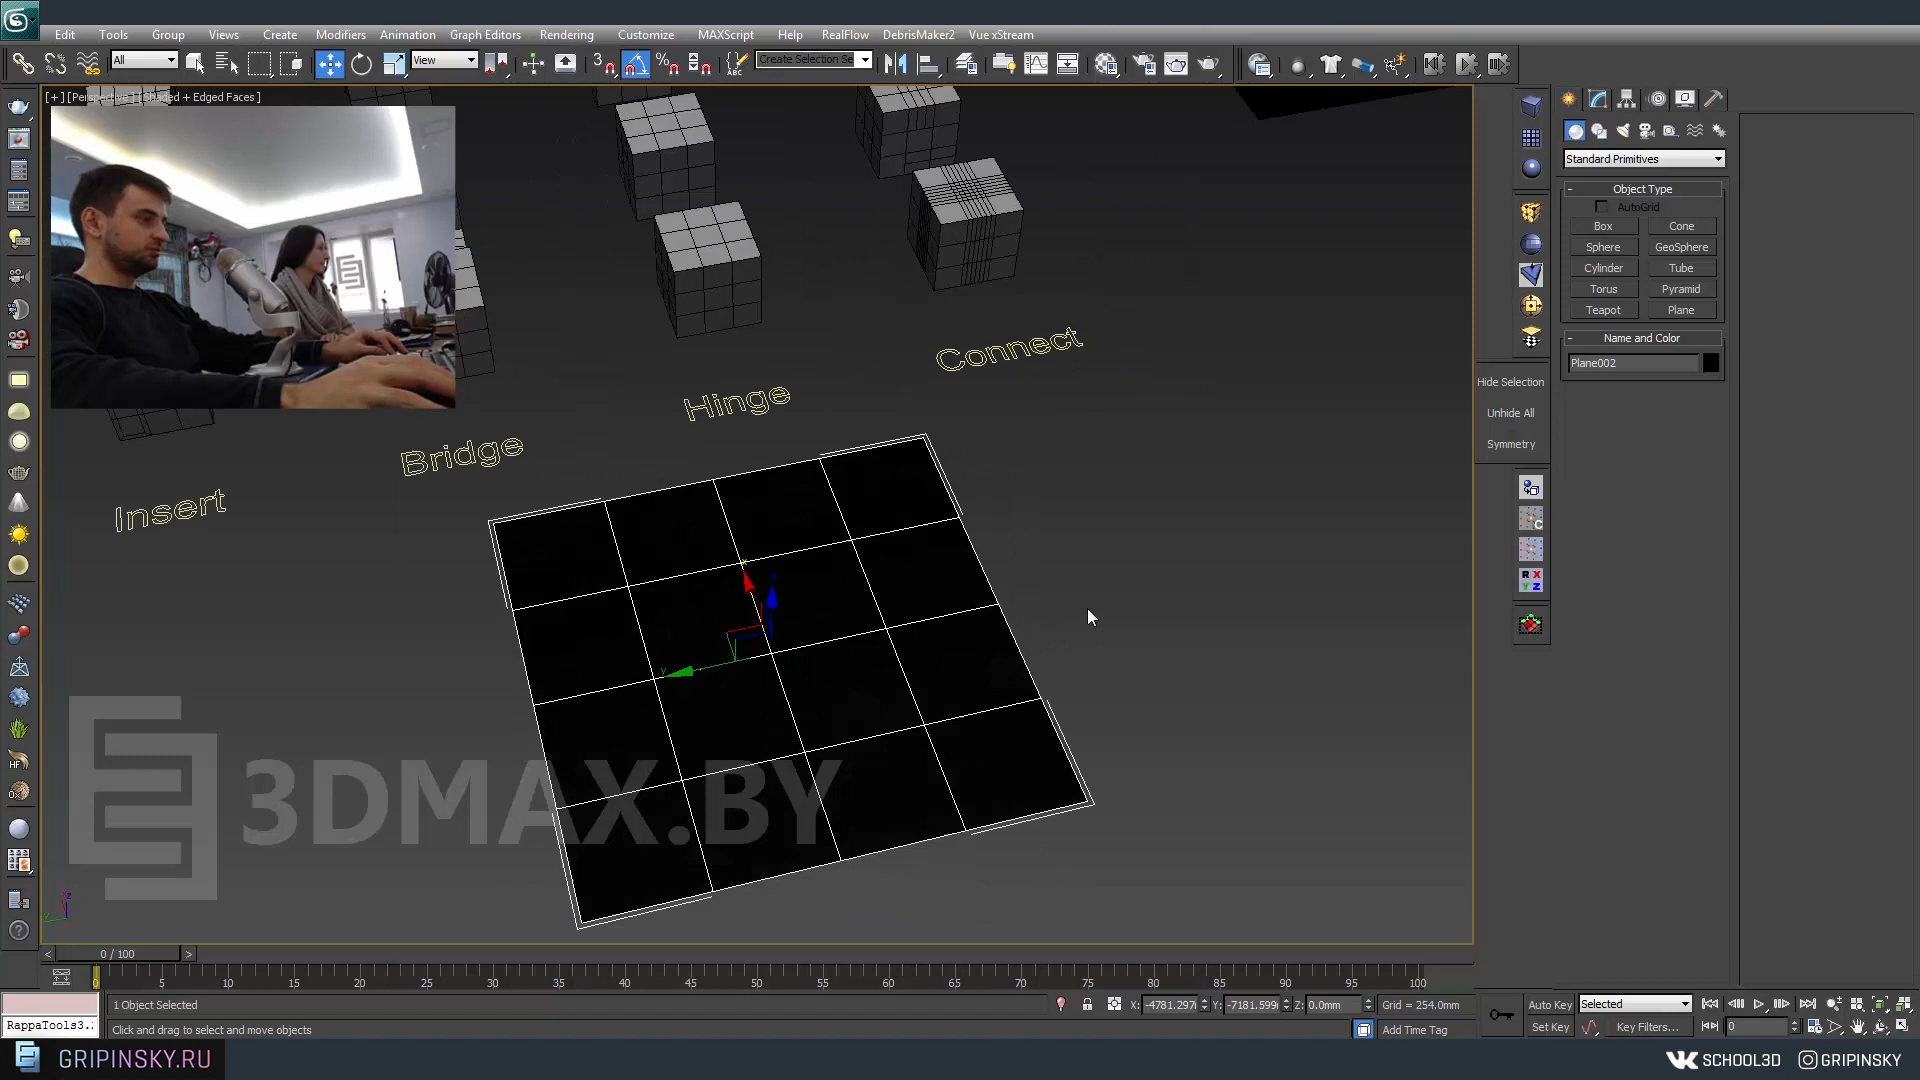 Edit Tools Group Views Create Modifiers Animation Graph Editors Rendering Customize MAXScript Help RealFlow DebrisMaker2 Vue xStream
All View 3 Create Selection Se
[+][Perspective][Shaded + Edged Faces]
Standard Primitives
- Object Type
AutoGrid
Box Cone
Sphere GeoSphere
Cylinder Tube
Torus Pyramid
Teapot Plane
- Name and Color
Plane002
Hide Selection
Unhide All
Symmetry
C
R X
Y Z
HF
Connect
Hinge
Bridge
Insert
x
y
z
3DMAX.BY
< 0 / 100 >
5 10 15 20 25 30 35 40 45 50 55 60 65 70 75 80 85 90 95 100
1 Object Selected
X: -4781.297 Y: -7181.599 Z: 0.0mm Grid = 254.0mm
Auto Key Selected
RappaTools3.
Click and drag to select and move objects
Add Time Tag
Set Key Key Filters... 0
GRIPINSKY.RU
SCHOOL3D GRIPINSKY